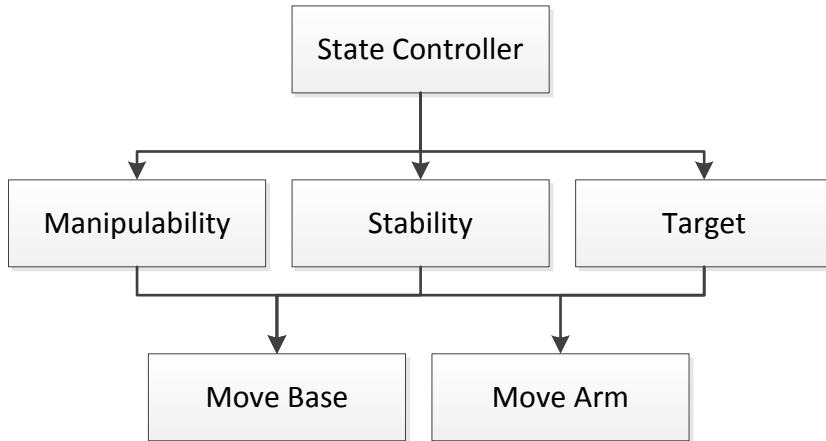 State Controller
Manipulability
Stability
Target
Move Base
Move Arm